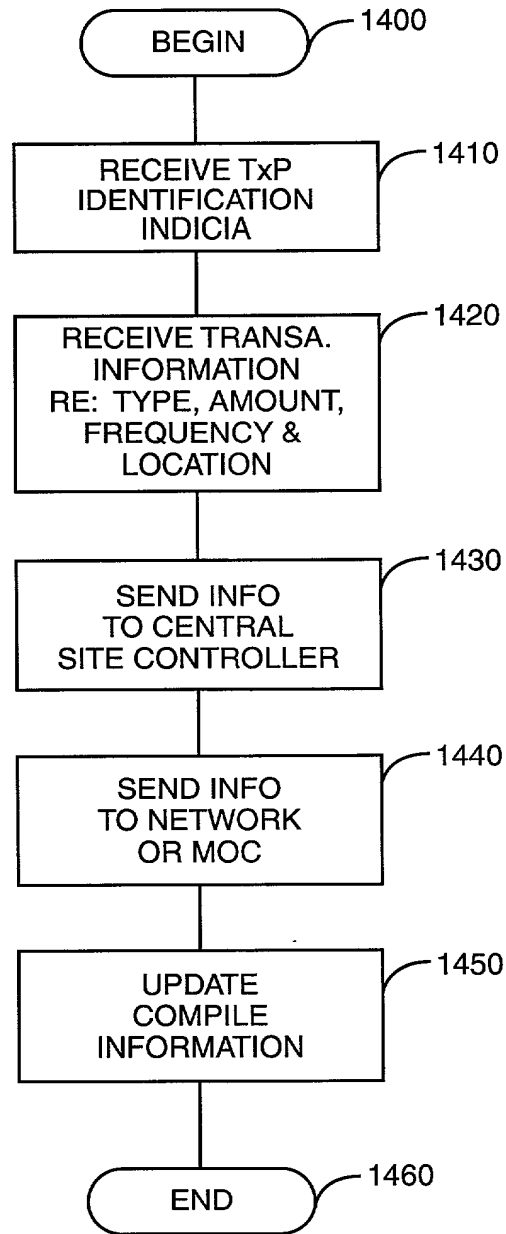 BEGIN
1400
RECEIVE TxP
IDENTIFICATION
INDICIA
1410
RECEIVE TRANSA.
INFORMATION
RE: TYPE, AMOUNT,
FREQUENCY &
LOCATION
1420
SEND INFO
TO CENTRAL
SITE CONTROLLER
1430
SEND INFO
TO NETWORK
OR MOC
1440
UPDATE
COMPILE
INFORMATION
1450
END
1460